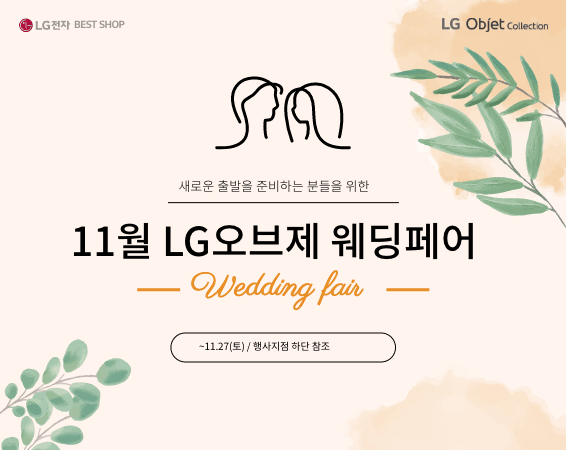 LG전자 BEST SHOP
LG Objet Collection
새로운 출발을 준비하는 분들을 위한
11월 LG오브제 웨딩페어
Wedding fair
~11.27(토) / 행사지점 하단 참조